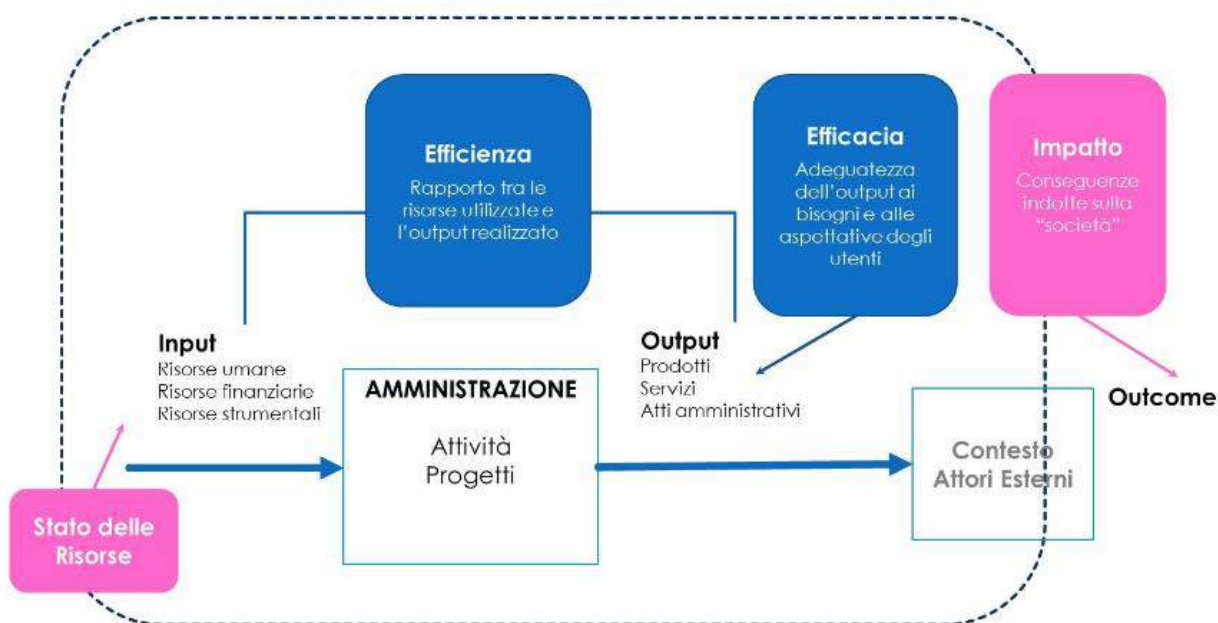 Efficienza
Rapporto tra le
risorse utilizzate e
l'output realizzato
Efficacia
Adeguatezza
dell'output ai
bisogni e alle
aspettative degli
utenti
Impatto
Conseguenze
indotte sulla
"società"
Input
Risorse umane
Risorse finanziarie
Risorse strumentali
AMMINISTRAZIONE
Attività
Progetti
Output
Prodotti
Servizi
Atti amministrativi
Contesto
Attori Esterni
Outcome
Stato delle
Risorse